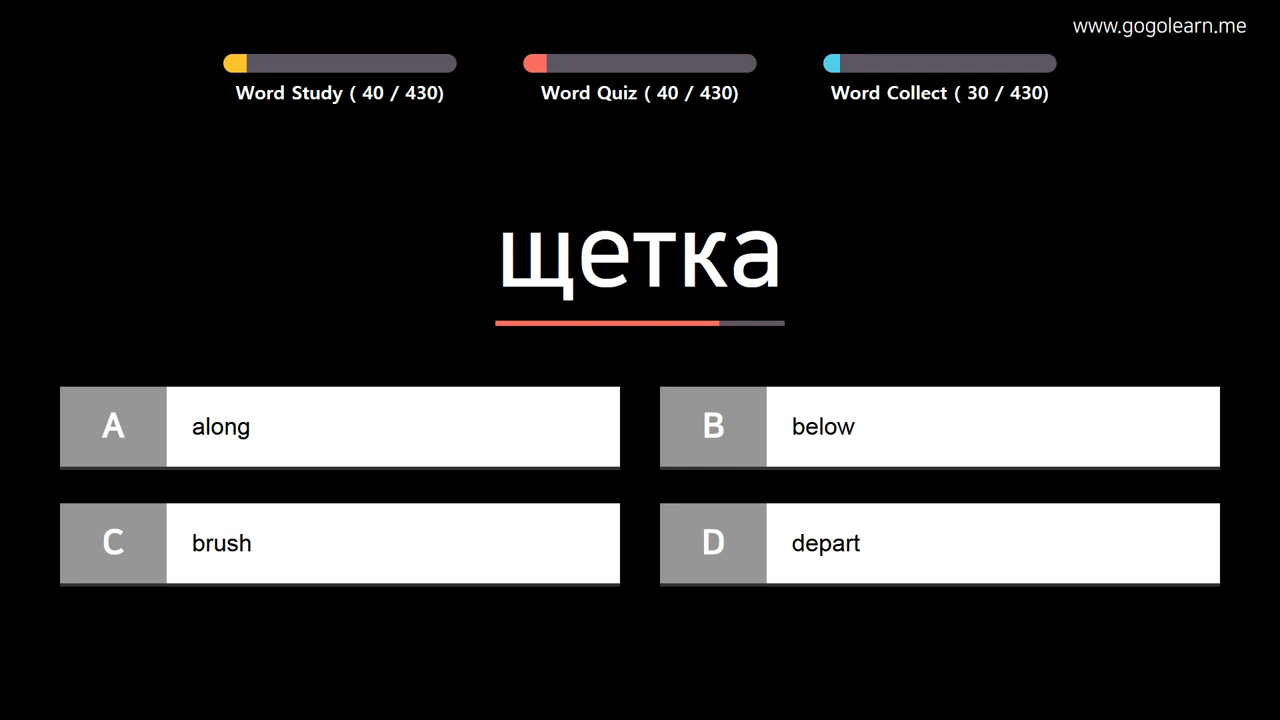 www.gogolearn.me
Word Study ( 40 / 430)
Word Quiz ( 40 / 430)
Word Collect ( 30 / 430)
щетка
A along
B below
C brush
D depart